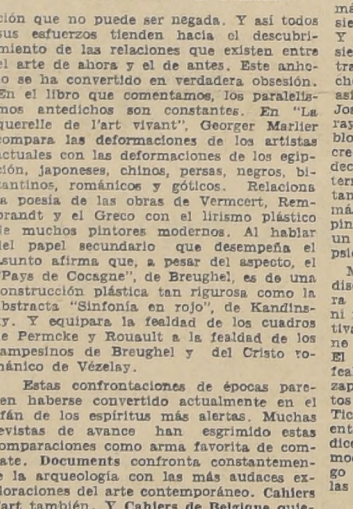 ción que no puede ser negada. Y así todos
sus esfuerzos tienden hacia el descubri-
miento de las relaciones que existen entre
el arte de ahora y el de antes. Este anhe-
lo se ha convertido en verdadera obsesión.
En el libro que comentamos, los paralelis-
mos antedichos son constantes. En "La
querelle de l'art vivant", Georger Marlier
compara las deformaciones de los artistas
actuales con las deformaciones de los egip-
ción, japoneses, chinos, persas, negros, bi-
zantinos, románicos y góticos. Relaciona
la poesía de las obras de Vermcert, Rem-
brandt y el Greco con el lirismo plástico
de muchos pintores modernos. Al hablar
del papel secundario que desempeña el
asunto afirma que, a pesar del aspecto, el
"Pays de Cocagne", de Breughel, es de una
construcción plástica tan rigurosa como la
abstracta "Sinfonía en rojo", de Kandins-
ky. Y equipara la fealdad de los cuadros
de Permcke y Rouault a la fealdad de los
campesinos de Breughel y del Cristo ro-
mánico de Vézelay.
Estas confrontaciones de épocas pare-
cen haberse convertido actualmente en el
afán de los espíritus más alertas. Muchas
revistas de avance han esgrimido estas
comparaciones como arma favorita de com-
bate. Documents confronta constantemen-
te la arqueología con las más audaces ex-
ploraciones del arte contemporáneo. Cahiers
d'art también. Y Cahiers de Belgique quie-